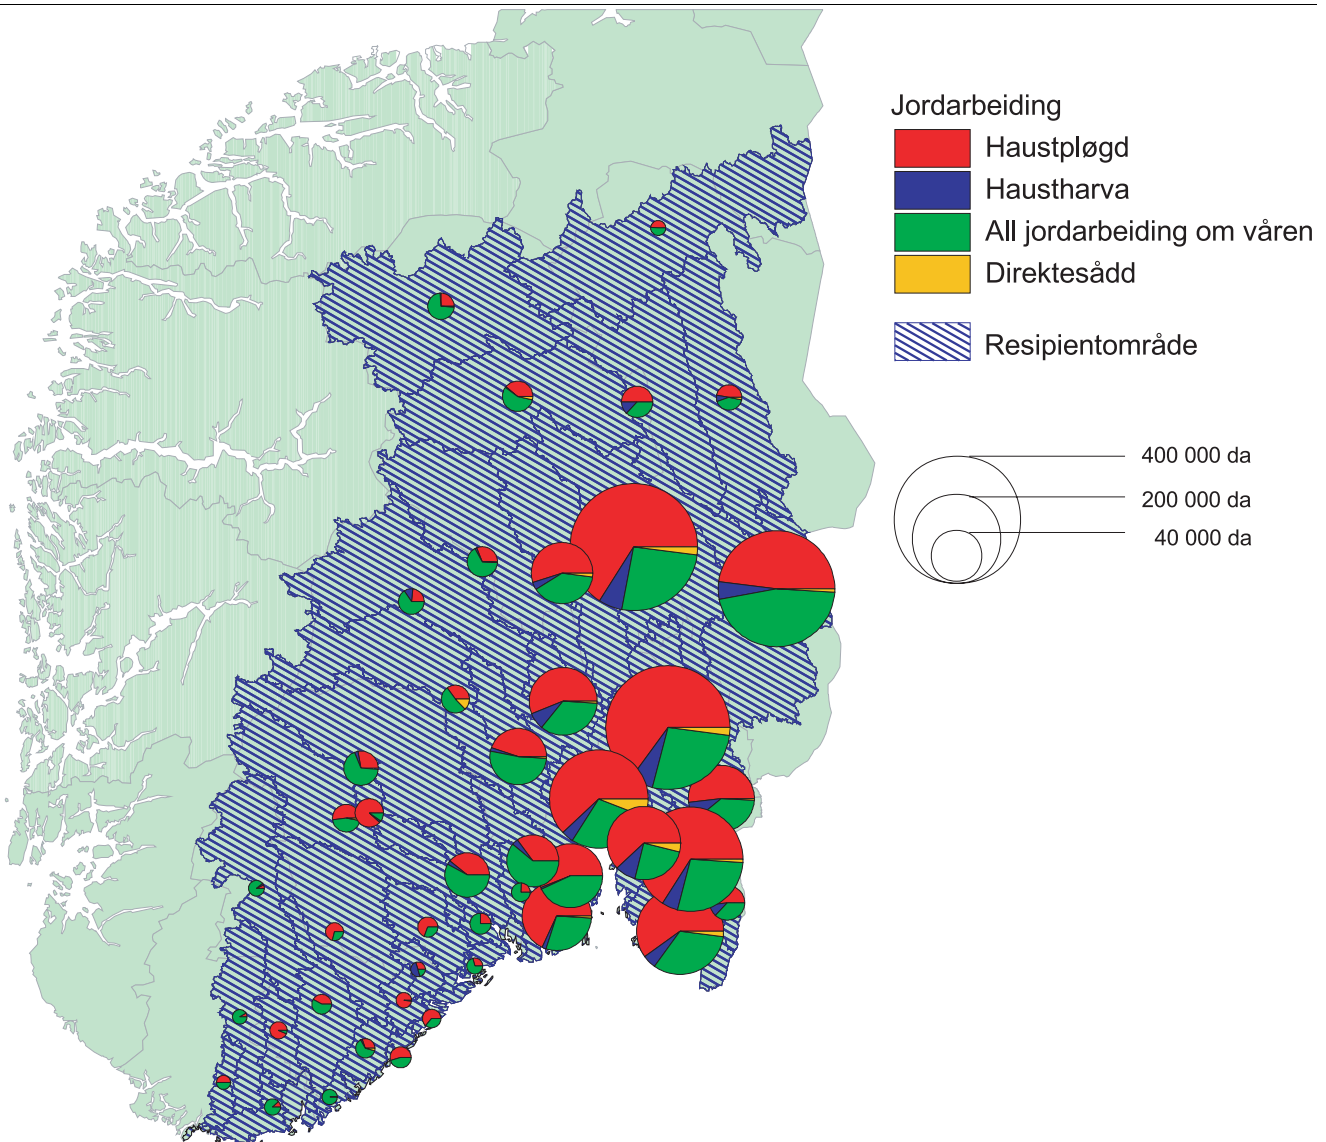 Jordarbeiding
Haustpløgd
Haustharva
All jordarbeiding om våren
Direktesådd
Resipientområde
400 000 da
200 000 da
40 000 da